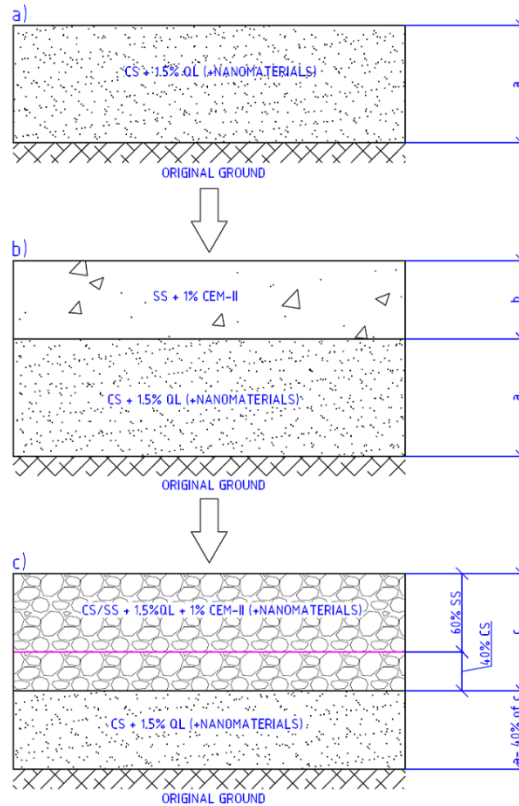 a)
CS + 1.5% QL (+NANOMATERIALS)
a
ORIGINAL GROUND
b)
SS + 1% CEM-II
b
CS + 1.5% QL (+NANOMATERIALS)
a
ORIGINAL GROUND
c)
CS/SS + 1.5%QL + 1% CEM-II (+NANOMATERIALS)
60% SS
40% CS
c
CS + 1.5% QL (+NANOMATERIALS)
a- 40% of c
ORIGINAL GROUND